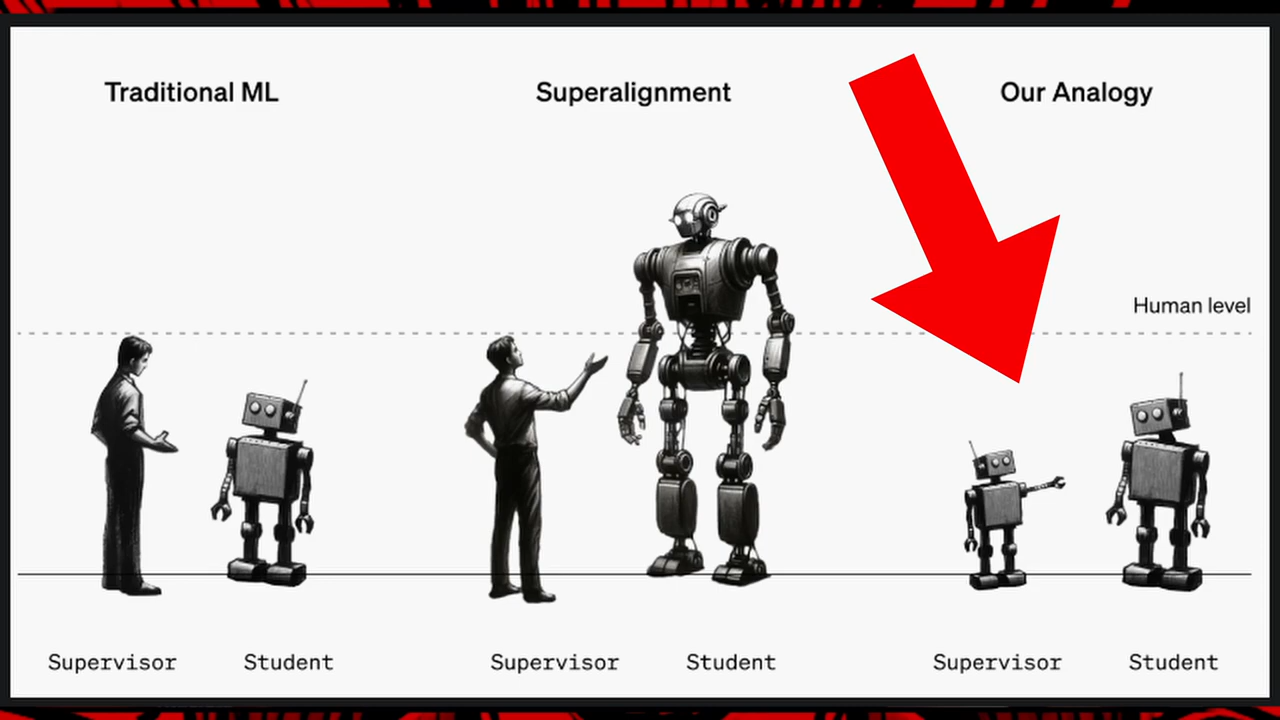 Traditional ML
Superalignment
Our Analogy
Human level
Supervisor
Student
Supervisor
Student
Supervisor
Student